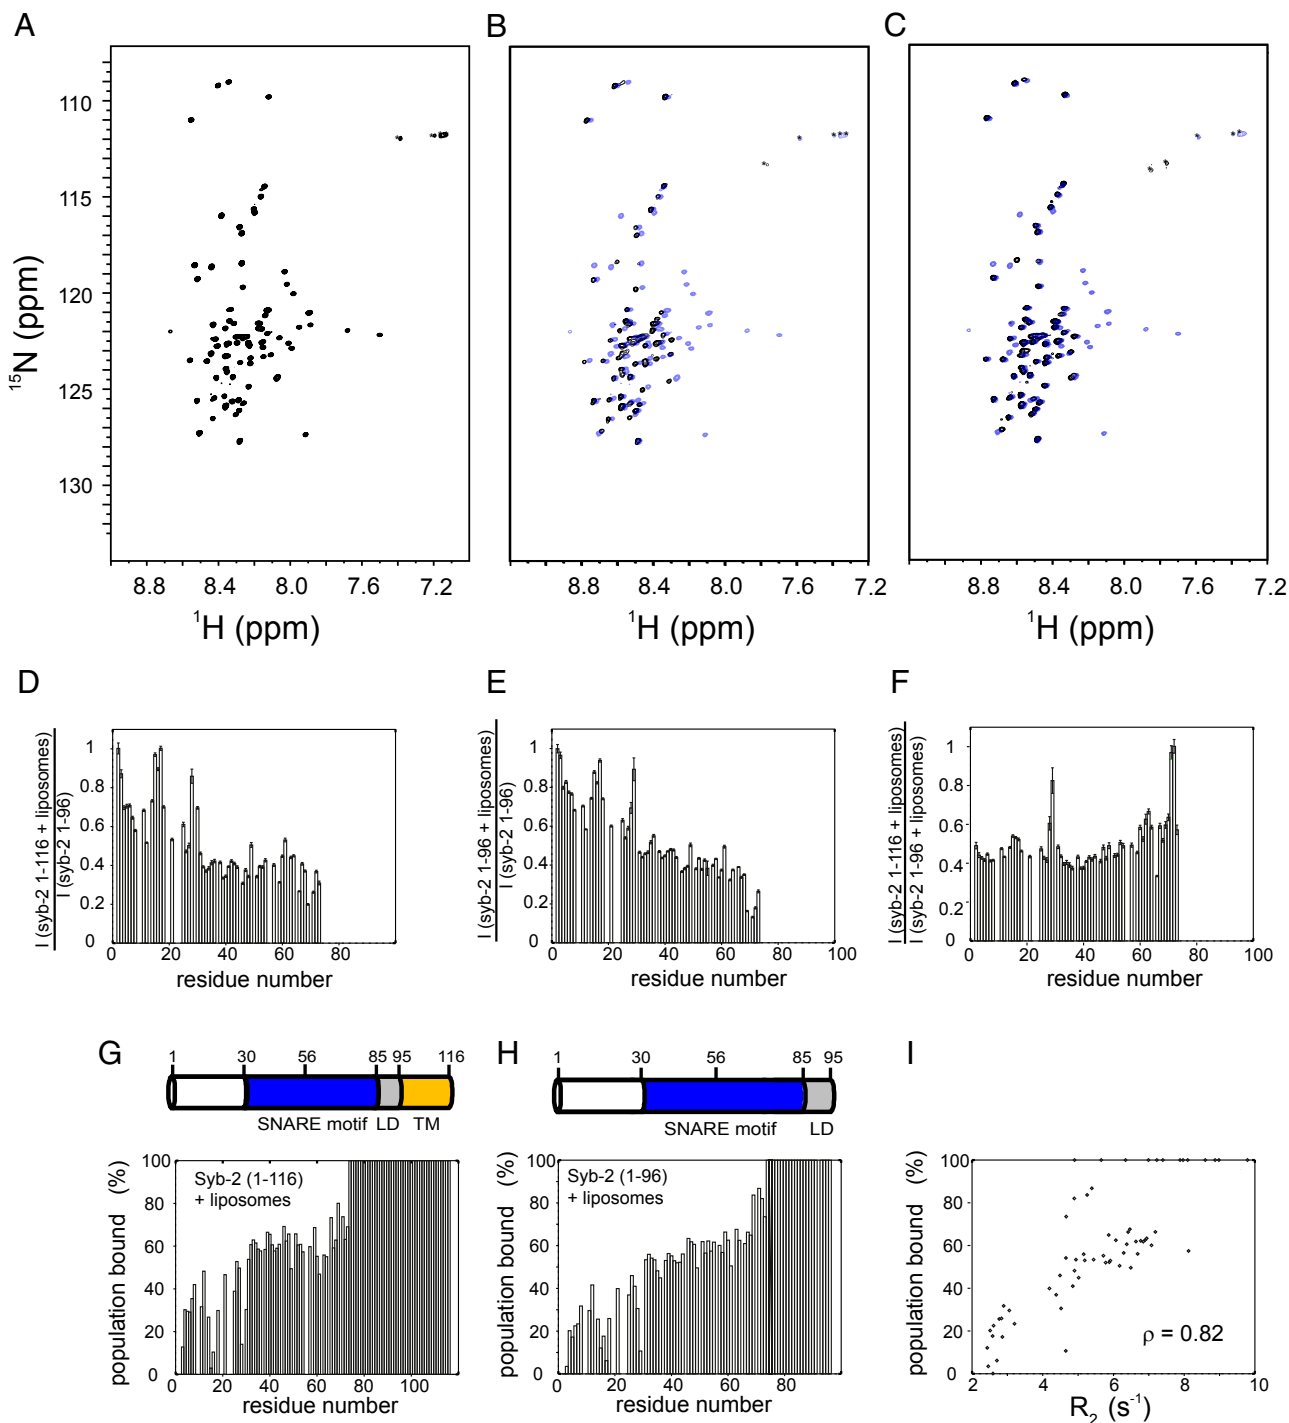 A
B
C
110
115
120
125
130
15N (ppm)
8.8 8.4 8.0 7.6 7.2
8.8 8.4 8.0 7.6 7.2
8.8 8.4 8.0 7.6 7.2
1H (ppm)
1H (ppm)
1H (ppm)
D
E
F
I (syb-2 1-116 + liposomes)
I (syb-2 1-96)
1
0.8
0.6
0.4
0.2
0
0 20 40 60 80
residue number
I (syb-2 1-96 + liposomes)
I (syb-2 1-96)
1
0.8
0.6
0.4
0.2
0
0 20 40 60 80 100
residue number
I (syb-2 1-116 + liposomes)
I (syb-2 1-96 + liposomes)
1
0.8
0.6
0.4
0.2
0
0 20 40 60 80 100
residue number
G
1 30 56 85 95 116
SNARE motif LD TM
H
1 30 56 85 95
SNARE motif LD
I
population bound (%)
100
80
60
40
20
0
Syb-2 (1-116)
+ liposomes
0 20 40 60 80 100
residue number
population bound (%)
100
80
60
40
20
0
Syb-2 (1-96)
+ liposomes
0 20 40 60 80
residue number
population bound (%)
100
80
60
40
20
0
ρ = 0.82
2 4 6 8 10
R2 (s-1)